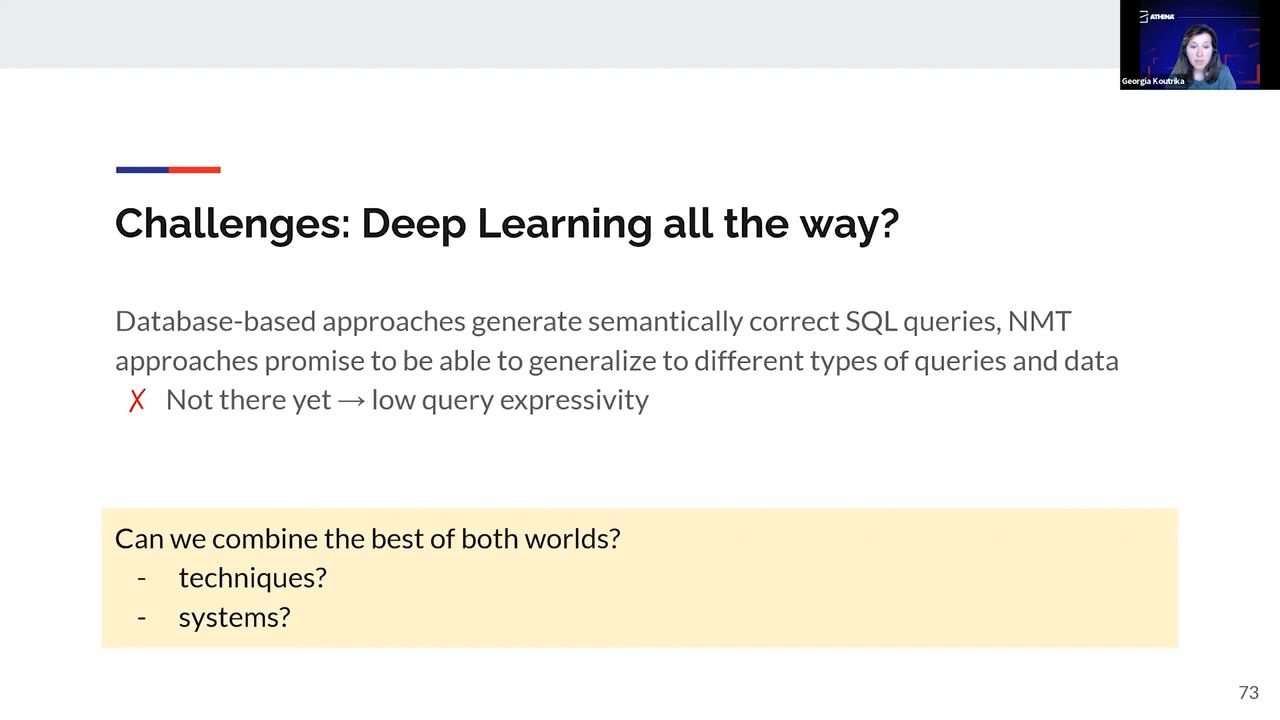 ATHENA
Georgia Koutrika
Challenges: Deep Learning all the way?
Database-based approaches generate semantically correct SQL queries, NMT
approaches promise to be able to generalize to different types of queries and data
✗ Not there yet → low query expressivity
Can we combine the best of both worlds?
- techniques?
- systems?
73